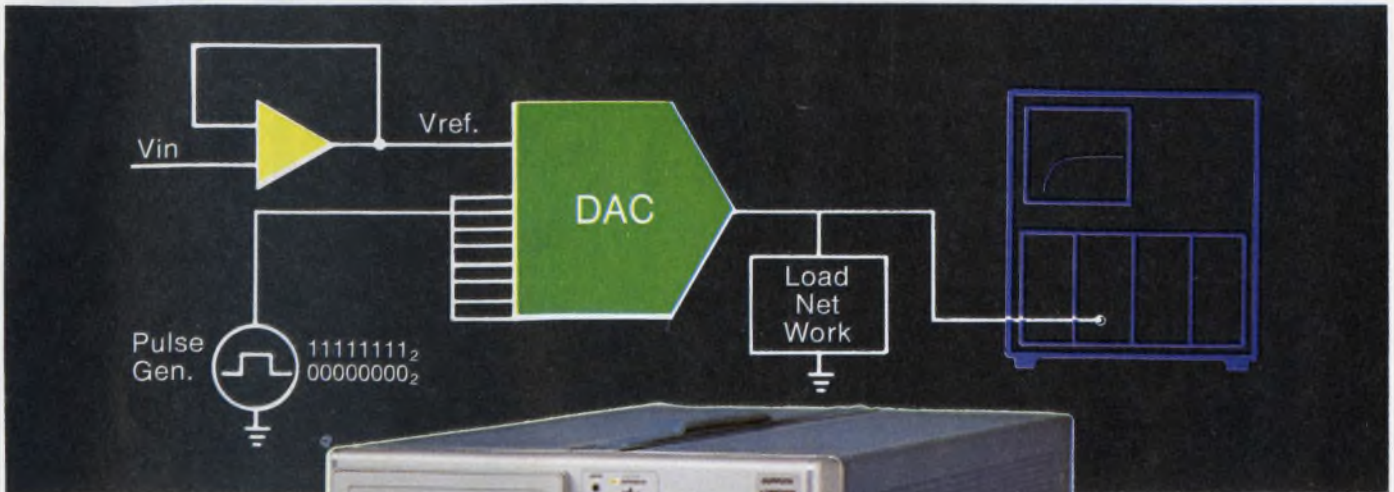 Vref.
Vin
DAC
Load
Net
Work
Pulse
Gen.
11111111₂
00000000₂